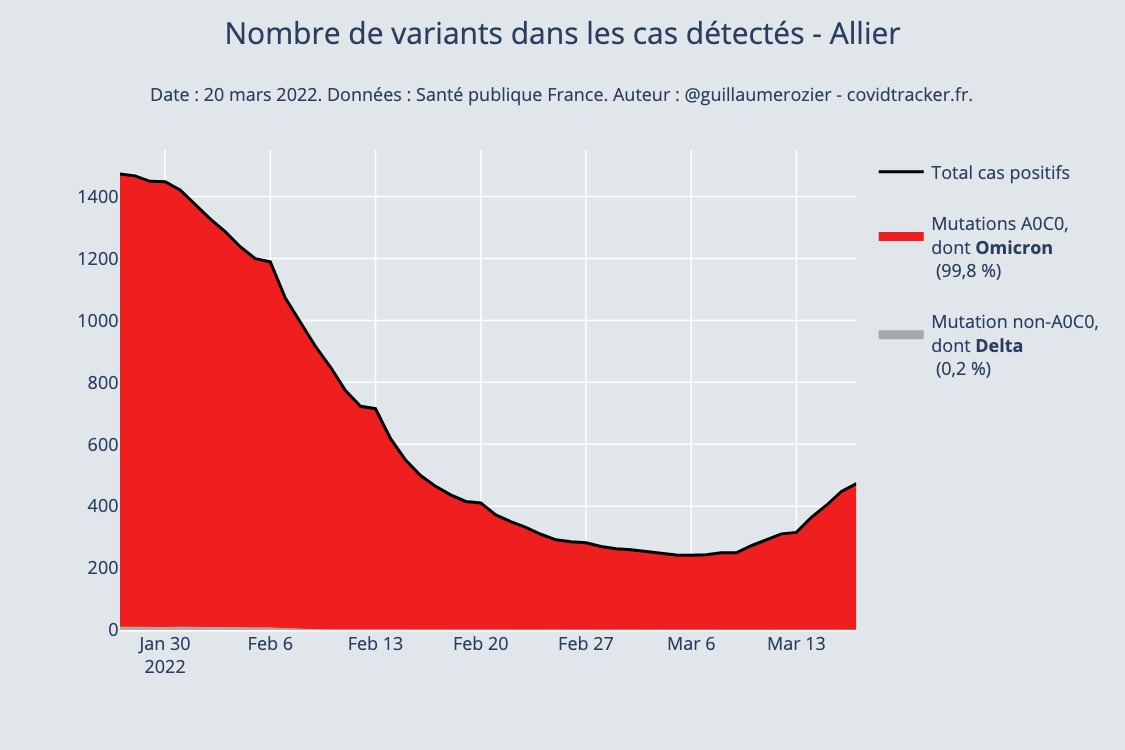 Nombre de variants dans les cas détectés - Allier
Date : 20 mars 2022. Données : Santé publique France. Auteur : @guillaumerozier - covidtracker.fr.
Total cas positifs
Mutations A0C0,
dont Omicron
(99,8 %)
Mutation non-A0C0,
dont Delta
(0,2 %)
1400
1200
1000
800
600
400
200
0
Jan 30
2022
Feb 6
Feb 13
Feb 20
Feb 27
Mar 6
Mar 13